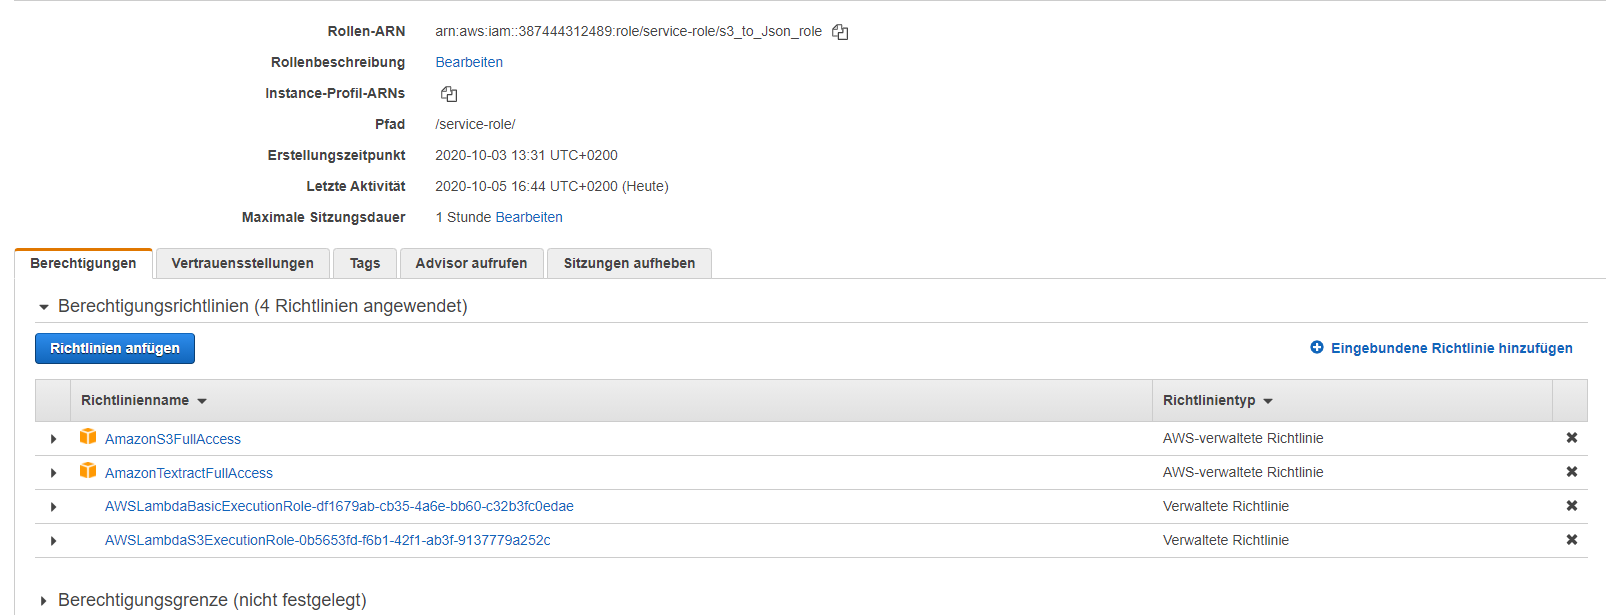 Rollen-ARN arn:aws:iam::387444312489:role/service-role/s3_to_Json_role
Rollenbeschreibung Bearbeiten
Instance-Profil-ARNs
Pfad /service-role/
Erstellungszeitpunkt 2020-10-03 13:31 UTC+0200
Letzte Aktivität 2020-10-05 16:44 UTC+0200 (Heute)
Maximale Sitzungsdauer 1 Stunde Bearbeiten
Berechtigungen Vertrauensstellungen Tags Advisor aufrufen Sitzungen aufheben
Berechtigungsrichtlinien (4 Richtlinien angewendet)
Richtlinien anfügen Eingebundene Richtlinie hinzufügen
Richtlinienname Richtlinientyp
AmazonS3FullAccess AWS-verwaltete Richtlinie
AmazonTextractFullAccess AWS-verwaltete Richtlinie
AWSLambdaBasicExecutionRole-df1679ab-cb35-4a6e-bb60-c32b3fc0edae Verwaltete Richtlinie
AWSLambdaS3ExecutionRole-0b5653fd-f6b1-42f1-ab3f-9137779a252c Verwaltete Richtlinie
Berechtigungsgrenze (nicht festgelegt)